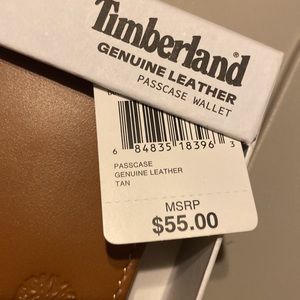 Timberland®
GENUINE LEATHER
PASSCASE WALLET
6 84835 18396 3
PASSCASE
GENUINE LEATHER
TAN
MSRP
$55.00